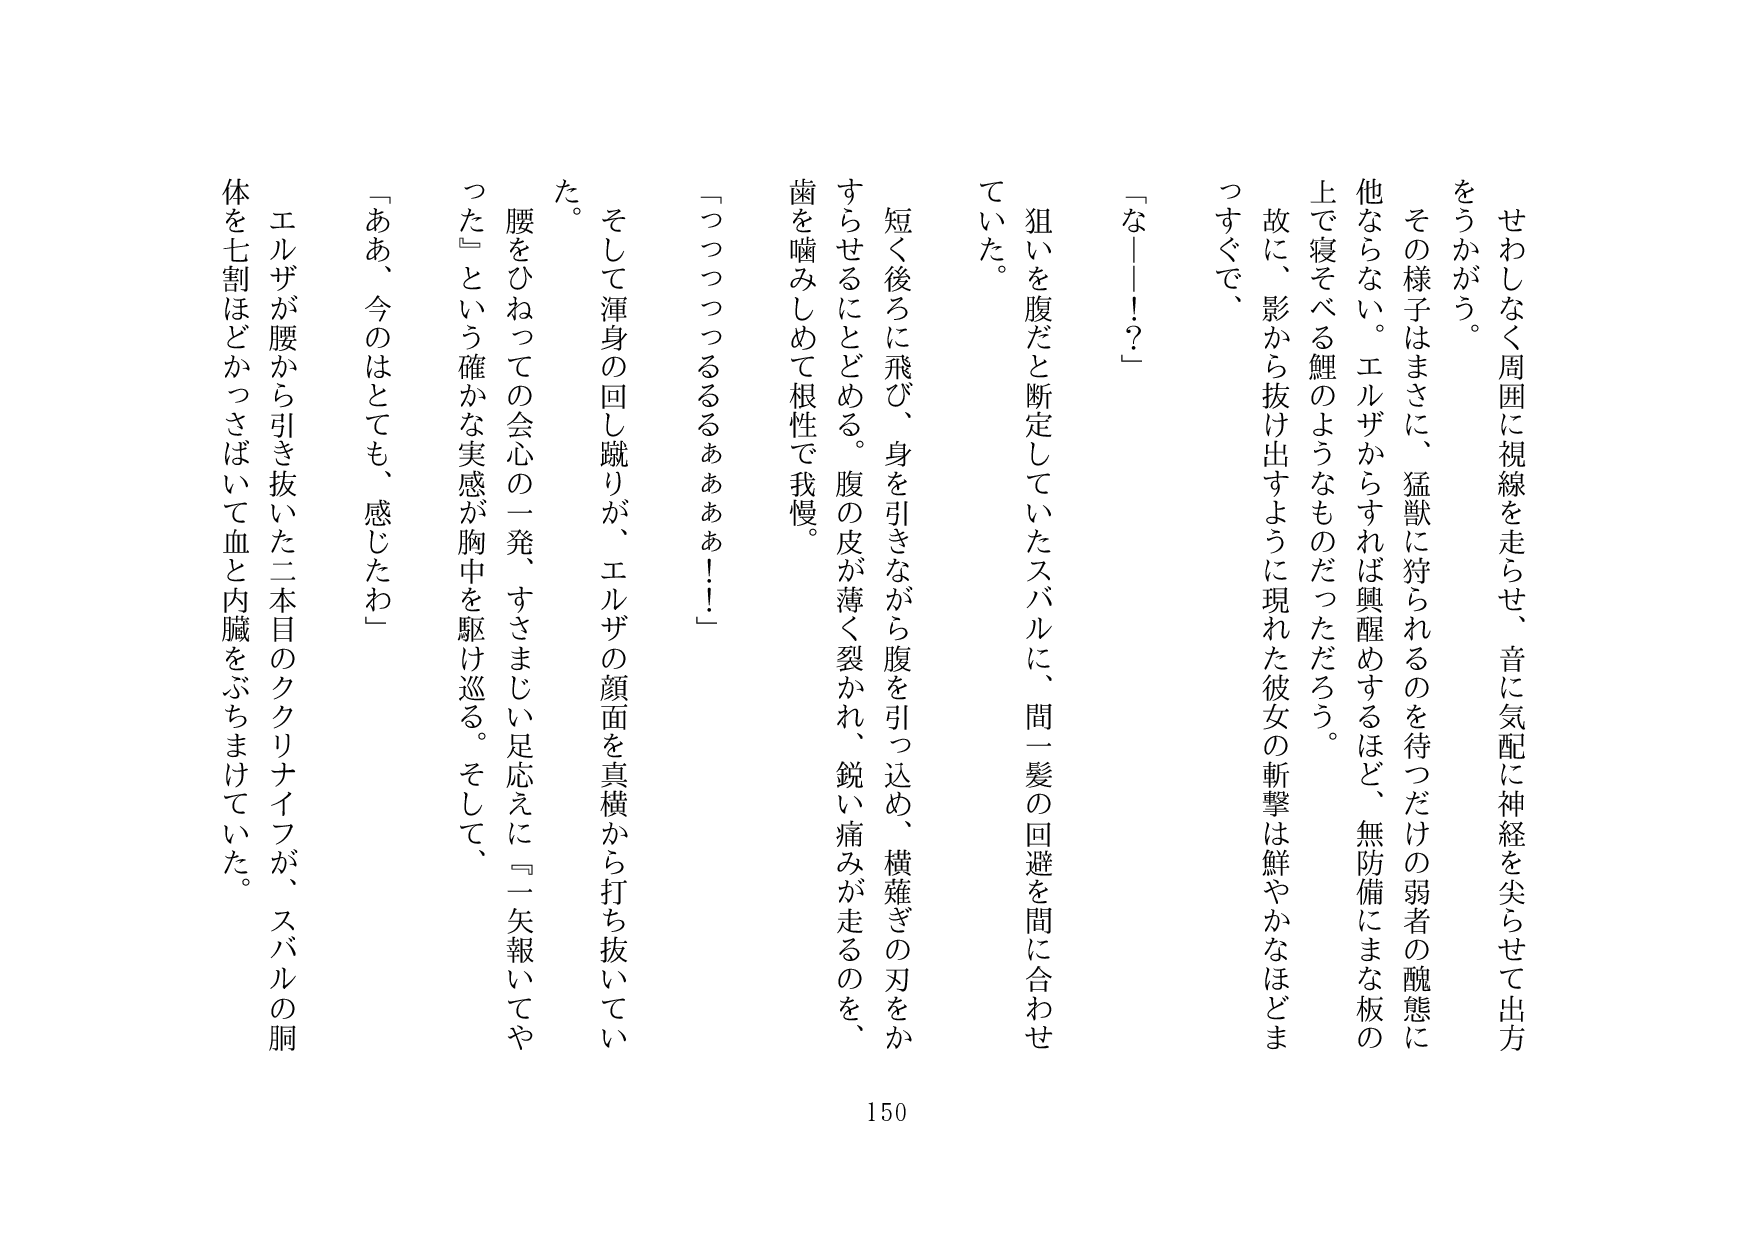 せわしなく周囲に視線を走らせ、音に気配に神経を尖らせて出方
をうかがう。
　その様子はまさに、猛獣に狩られるのを待つだけの弱者の醜態に
他ならない。エルザからすれば興醒めするほど、無防備にまな板の
上で寝そべる鯉のようなものだっただろう。
　故に、影から抜け出すように現れた彼女の斬撃は鮮やかなほどま
っすぐで、
「な――！？」
　狙いを腹だと断定していたスバルに、間一髪の回避を間に合わせ
ていた。
　短く後ろに飛び、身を引きながら腹を引っ込め、横薙ぎの刃をか
すらせるにとどめる。腹の皮が薄く裂かれ、鋭い痛みが走るのを、
歯を噛みしめて根性で我慢。
「っっっっっるるるぁぁぁぁ！！」
　そして渾身の回し蹴りが、エルザの顔面を真横から打ち抜いてい
た。
　腰をひねっての会心の一発、すさまじい足応えに『一矢報いてや
った』という確かな実感が胸中を駆け巡る。そして、
「ああ、今のはとても、感じたわ」
　エルザが腰から引き抜いた二本目のククリナイフが、スバルの胴
体を七割ほどかっさばいて血と内臓をぶちまけていた。
150